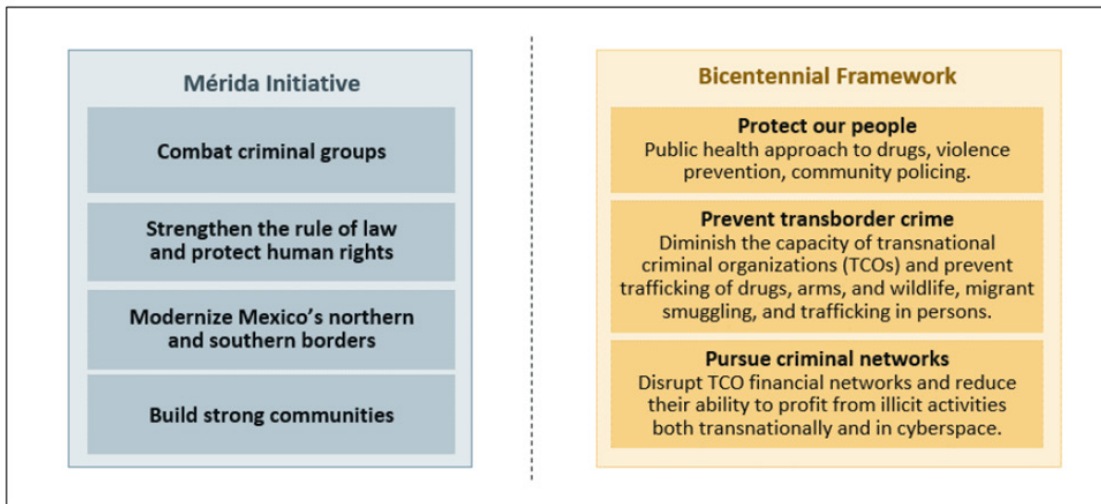 Mérida Initiative
Combat criminal groups
Strengthen the rule of law
and protect human rights
Modernize Mexico's northern
and southern borders
Build strong communities
Bicentennial Framework
Protect our people
Public health approach to drugs, violence
prevention, community policing.
Prevent transborder crime
Diminish the capacity of transnational
criminal organizations (TCOs) and prevent
trafficking of drugs, arms, and wildlife, migrant
smuggling, and trafficking in persons.
Pursue criminal networks
Disrupt TCO financial networks and reduce
their ability to profit from illicit activities
both transnationally and in cyberspace.